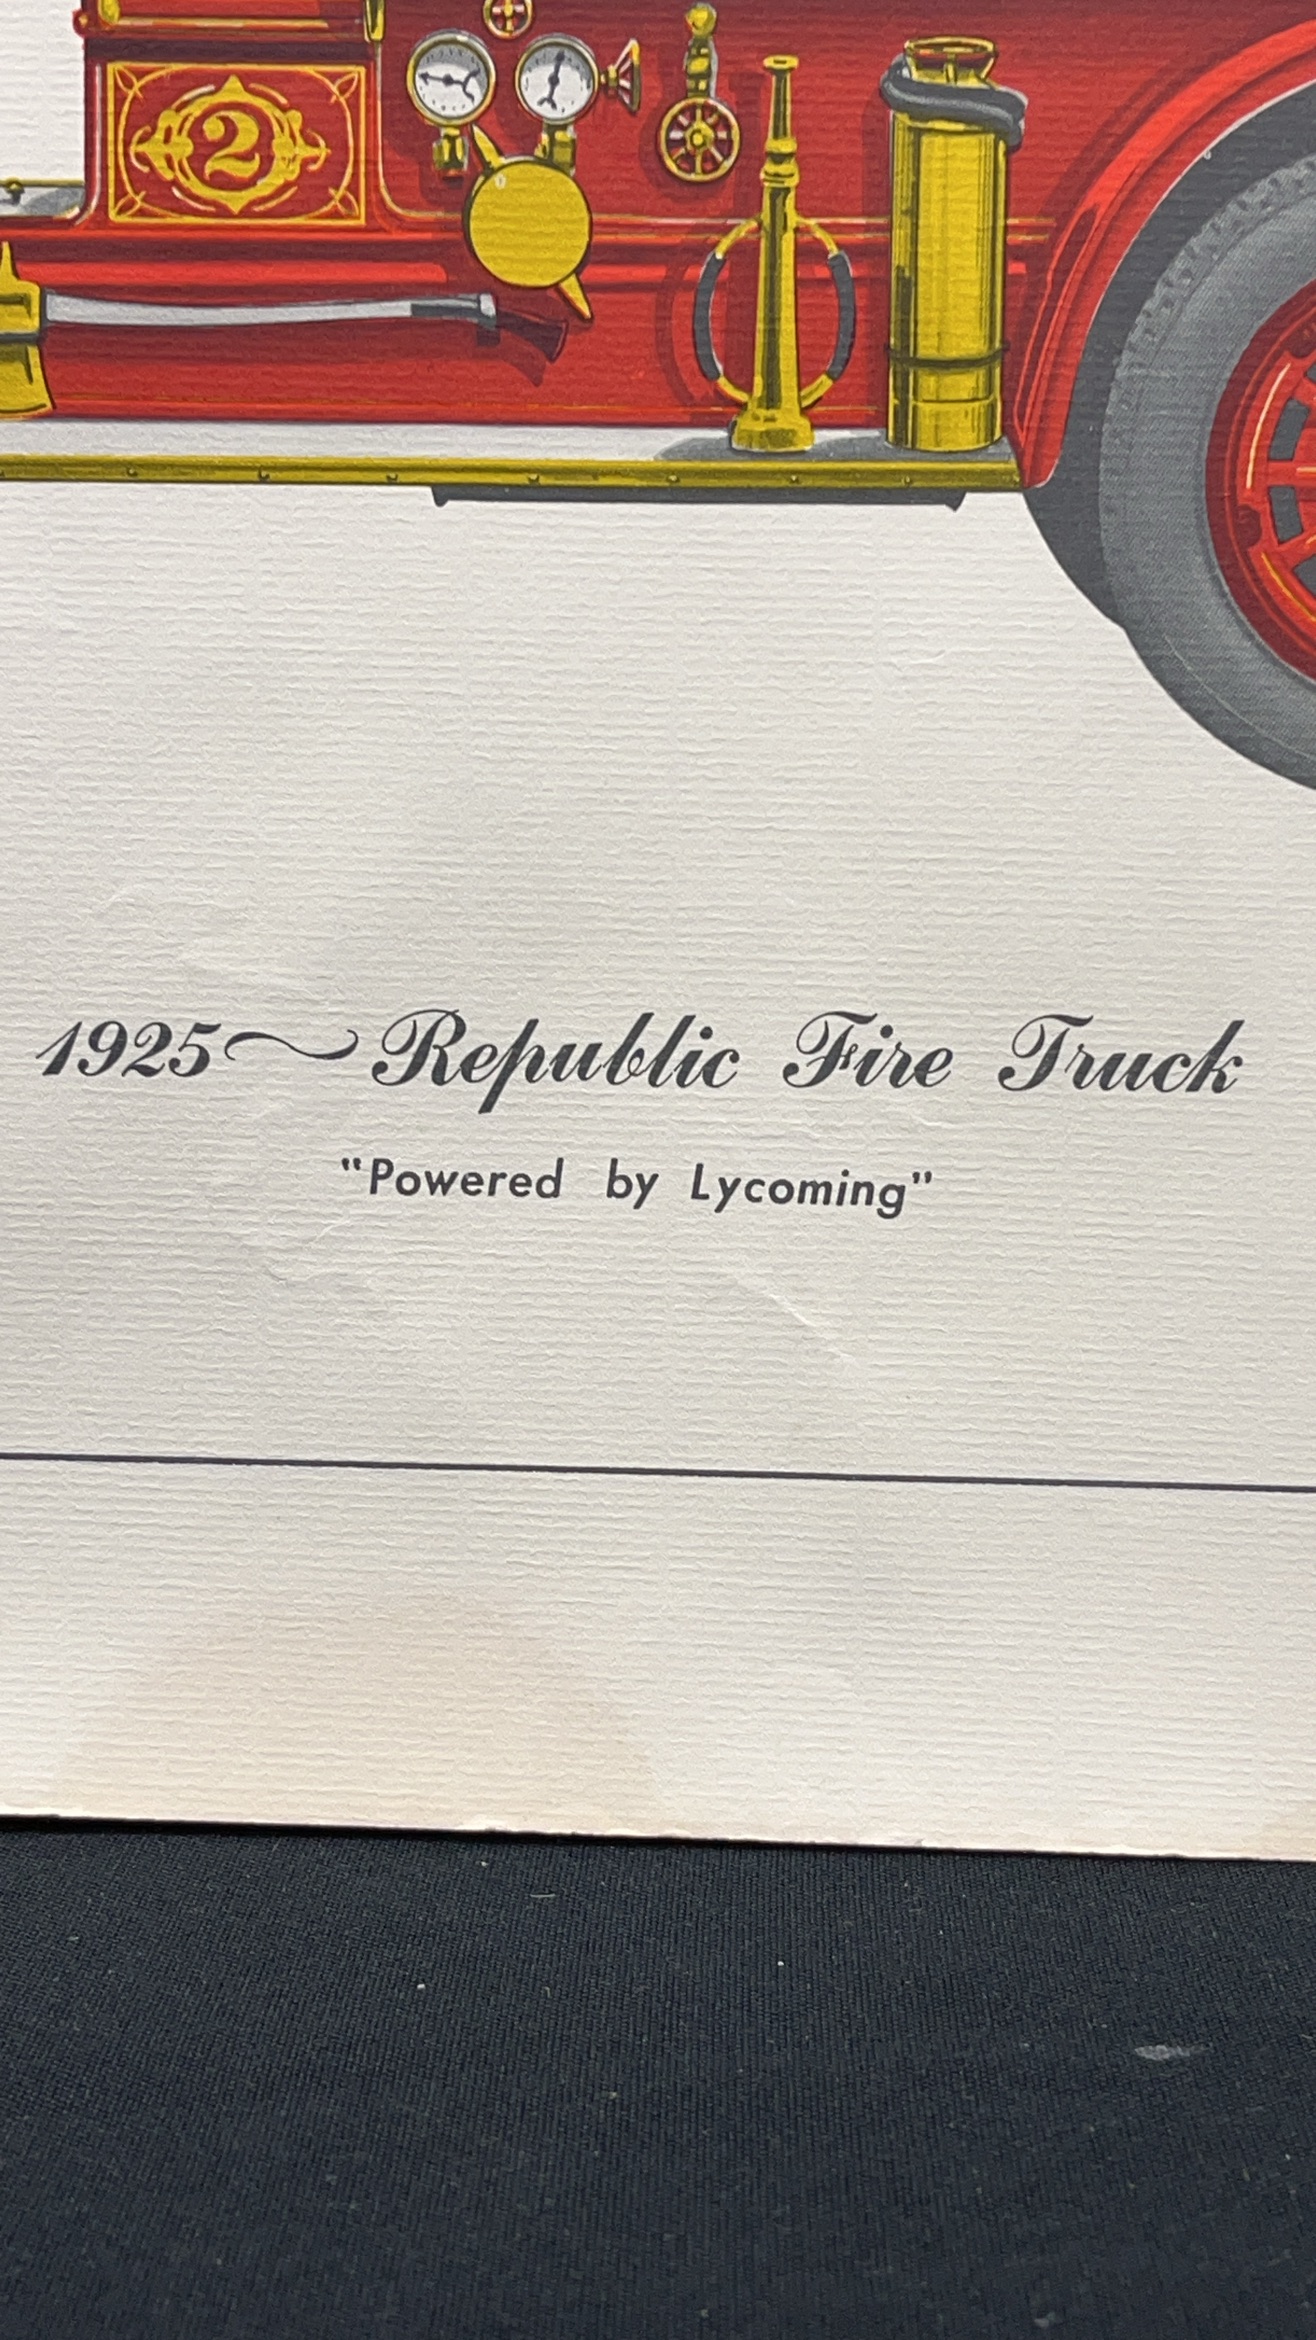 2
1925~Republic Fire Truck
"Powered by Lycoming"